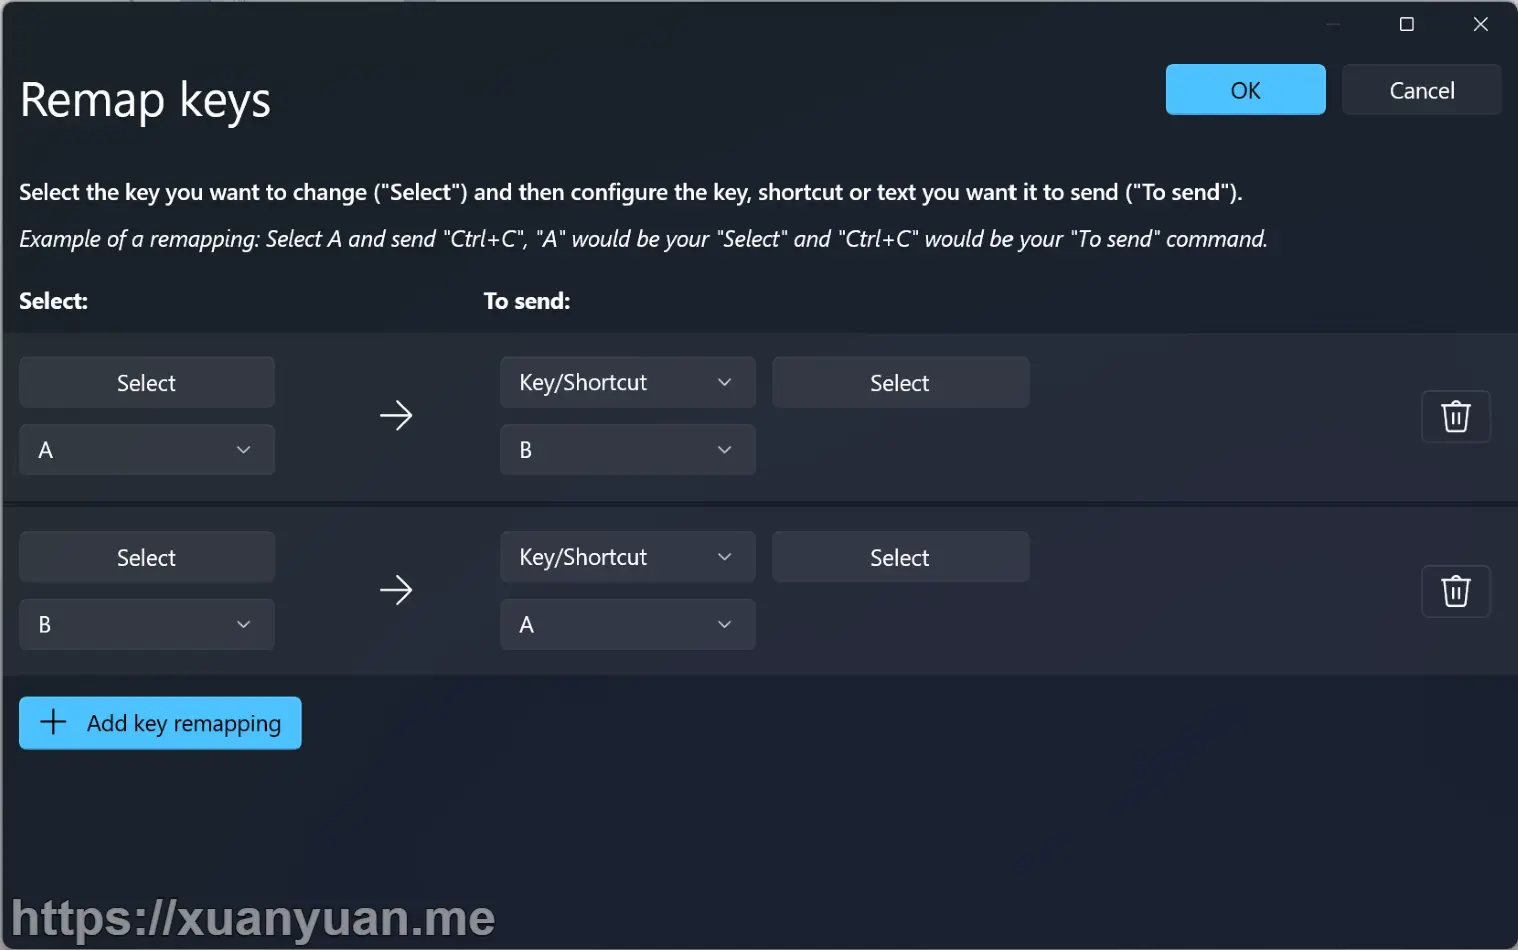 Remap keys
OK
Cancel
Select the key you want to change ("Select") and then configure the key, shortcut or text you want it to send ("To send").
Example of a remapping: Select A and send "Ctrl+C", "A" would be your "Select" and "Ctrl+C" would be your "To send" command.
Select:
To send:
Select
Key/Shortcut
Select
A
B
Select
Key/Shortcut
Select
B
A
Add key remapping
https://xuanyuan.me